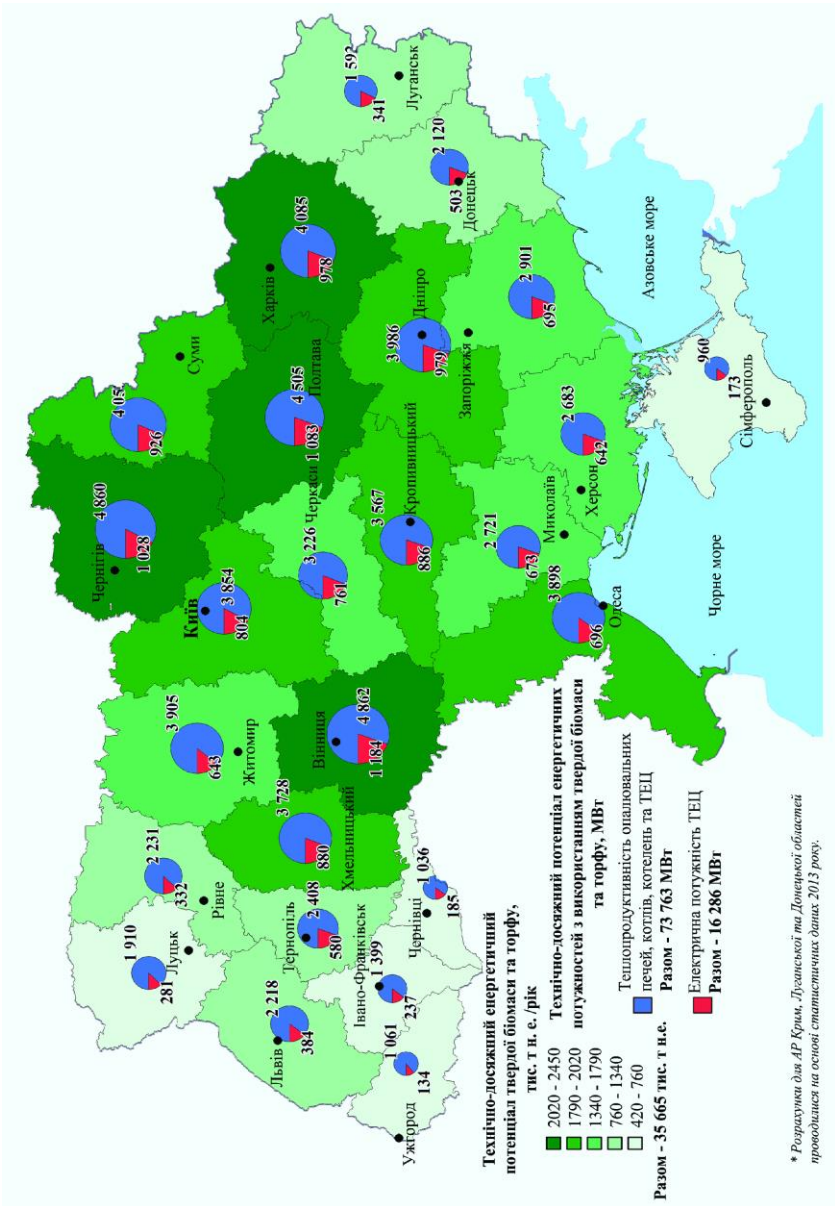 4 860
1 028
Чернігів
926
Суми
1 910
281
Луцьк
2 231
332
Рівне
3 905
643
Житомир
Київ
3 854
804
4 085
978
Харків
4 505
1 083
Полтава
1 592
341
Луганськ
2 218
384
Львів
2 408
580
Тернопіль
3 728
880
Хмельницький
4 862
1 184
Вінниця
3 226
761
Черкаси
3 567
886
Кропивницький
3 986
979
Дніпро
2 120
503
Донецьк
1 061
134
Ужгород
1 399
237
Івано-Франківськ
1 036
185
Чернівці
2 721
673
Миколаїв
Запоріжжя
2 901
695
3 898
696
Одеса
2 683
642
Херсон
Азовське море
960
173
Сімферополь
Чорне море
Технічно-досяжний енергетичний
потенціал твердої біомаси та торфу,
тис. т н. е./рік
2020 - 2450
1790 - 2020
1340 - 1790
760 - 1340
420 - 760
Разом - 35 665 тис. т н.е.
Технічно-досяжний потенціал енергетичних
потужностей з використанням твердої біомаси
та торфу, МВт
Теплопродуктивність опалювальних
печей, котлів, котелень та ТЕЦ
Разом - 73 763 МВт
Електрична потужність ТЕЦ
Разом - 16 286 МВт
* Розрахунки для АР Крим, Луганської та Донецької областей
проводилися на основі статистичних даних 2013 року.